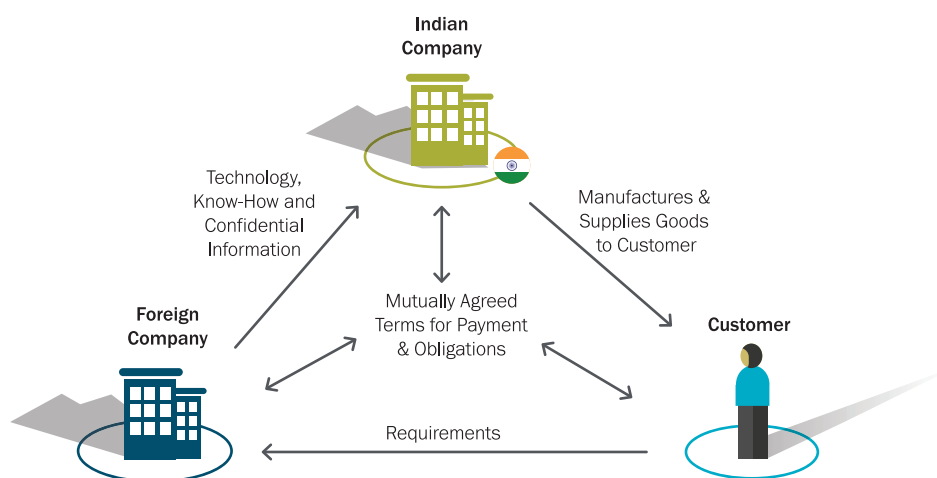 Indian
Company
Technology,
Know-How and
Confidential
Information
Manufactures &
Supplies Goods
to Customer
Mutually Agreed
Terms for Payment
& Obligations
Foreign
Company
Customer
Requirements